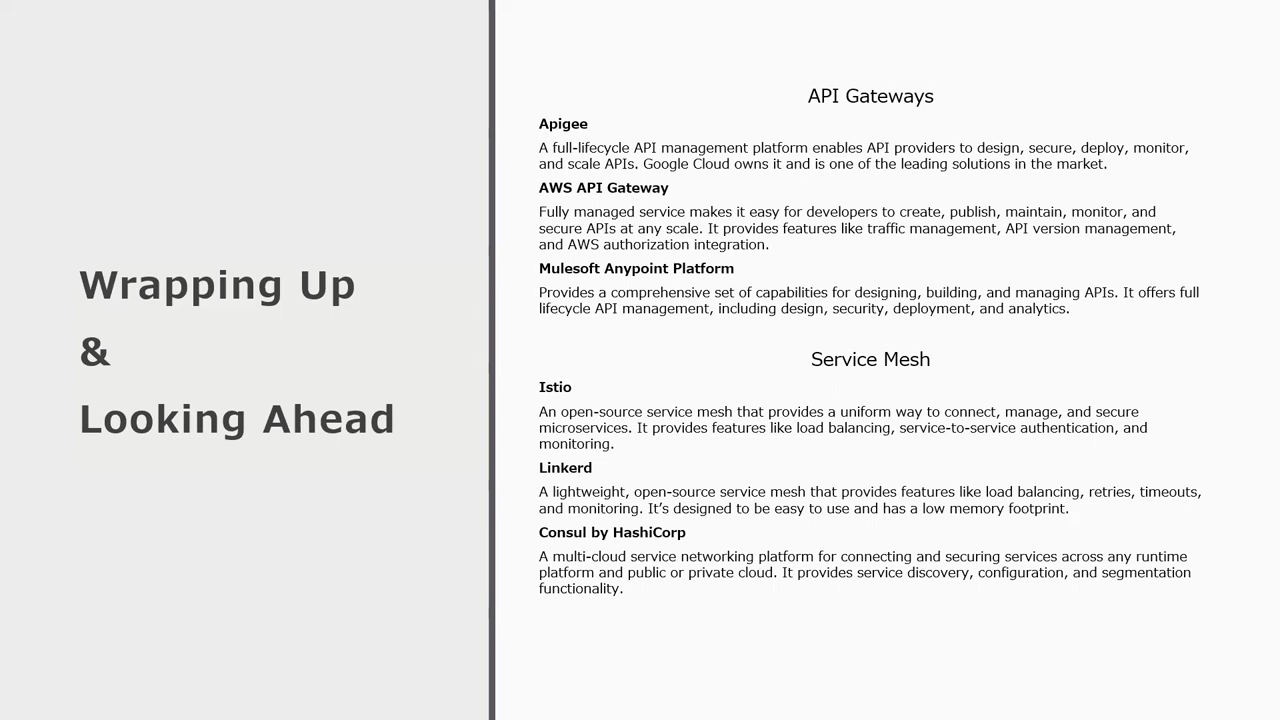 Wrapping Up
&
Looking Ahead
API Gateways
Apigee
A full-lifecycle API management platform enables API providers to design, secure, deploy, monitor,
and scale APIs. Google Cloud owns it and is one of the leading solutions in the market.
AWS API Gateway
Fully managed service makes it easy for developers to create, publish, maintain, monitor, and
secure APIs at any scale. It provides features like traffic management, API version management,
and AWS authorization integration.
Mulesoft Anypoint Platform
Provides a comprehensive set of capabilities for designing, building, and managing APIs. It offers full
lifecycle API management, including design, security, deployment, and analytics.
Service Mesh
Istio
An open-source service mesh that provides a uniform way to connect, manage, and secure
microservices. It provides features like load balancing, service-to-service authentication, and
monitoring.
Linkerd
A lightweight, open-source service mesh that provides features like load balancing, retries, timeouts,
and monitoring. It’s designed to be easy to use and has a low memory footprint.
Consul by HashiCorp
A multi-cloud service networking platform for connecting and securing services across any runtime
platform and public or private cloud. It provides service discovery, configuration, and segmentation
functionality.